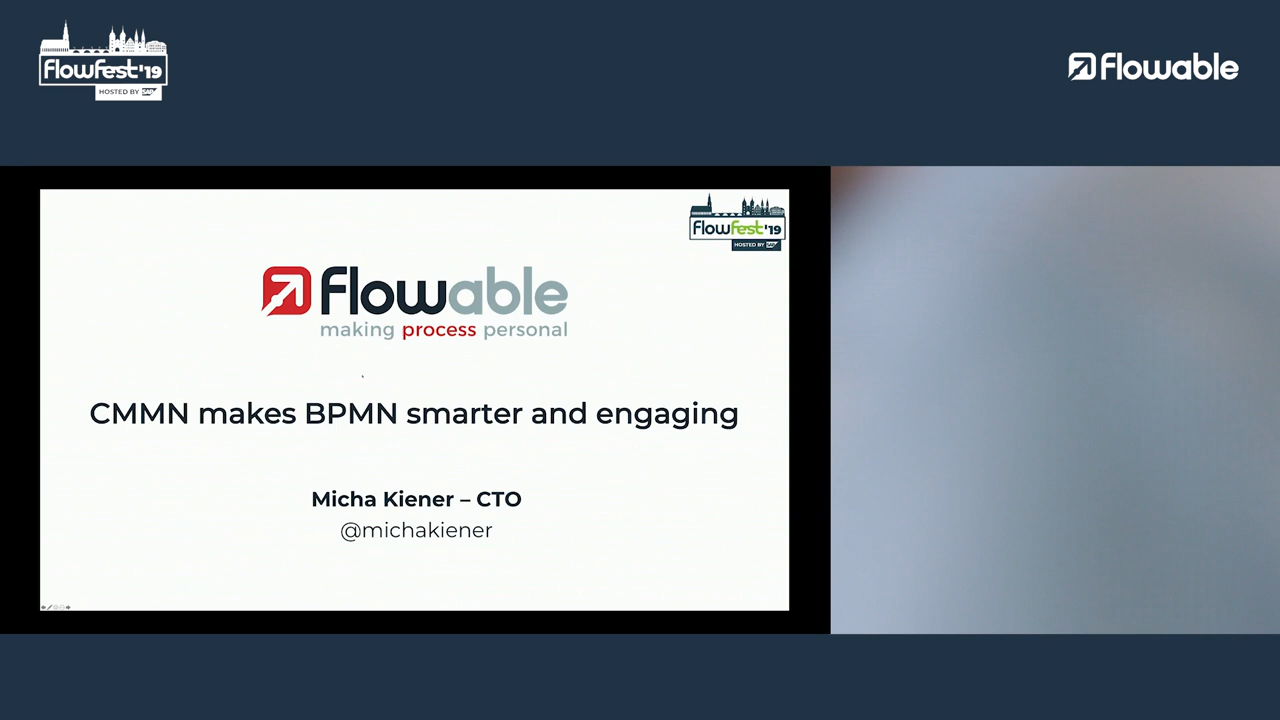 FlowFest'19
HOSTED BY SAP
Flowable
FlowFest'19
HOSTED BY SAP
flowable
making process personal
CMMN makes BPMN smarter and engaging
Micha Kiener – CTO
@michakiener